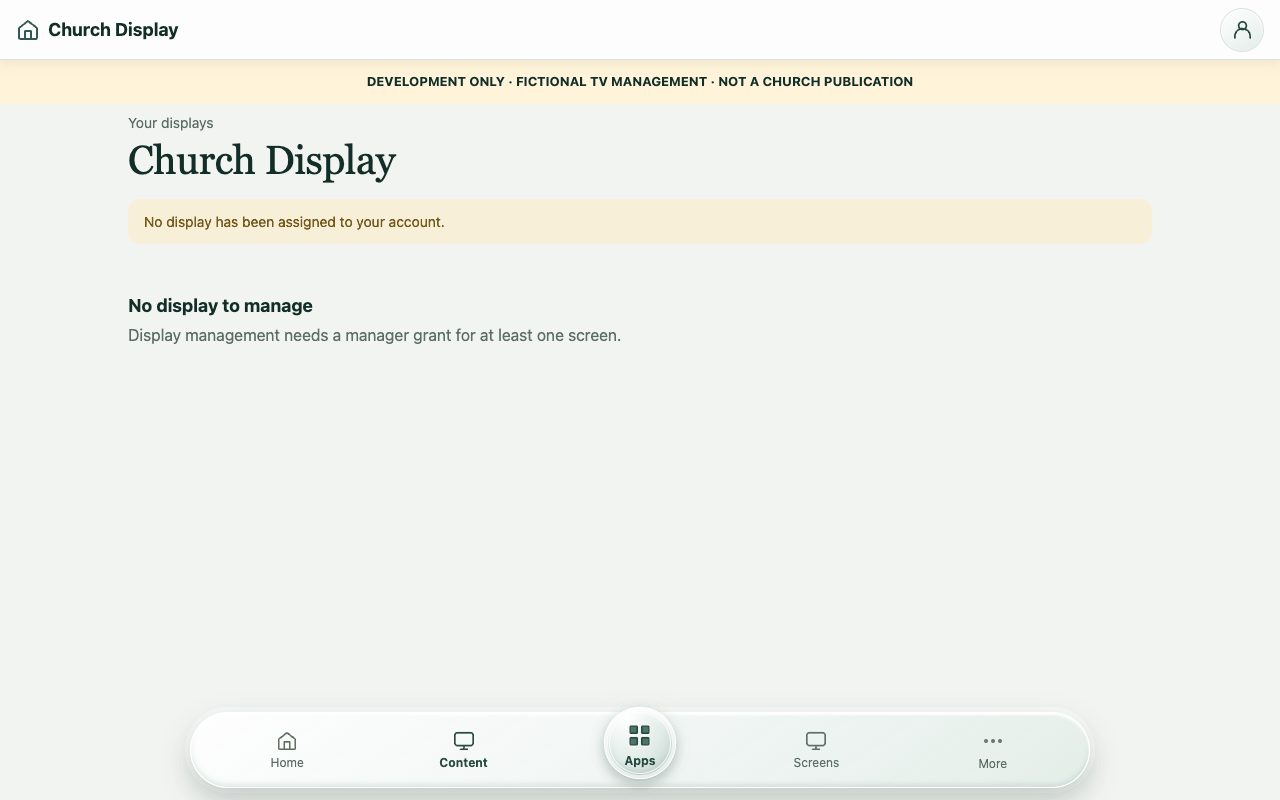 Church Display
DEVELOPMENT ONLY · FICTIONAL TV MANAGEMENT · NOT A CHURCH PUBLICATION
Your displays
Church Display
No display has been assigned to your account.
No display to manage
Display management needs a manager grant for at least one screen.
Home
Content
Apps
Screens
More